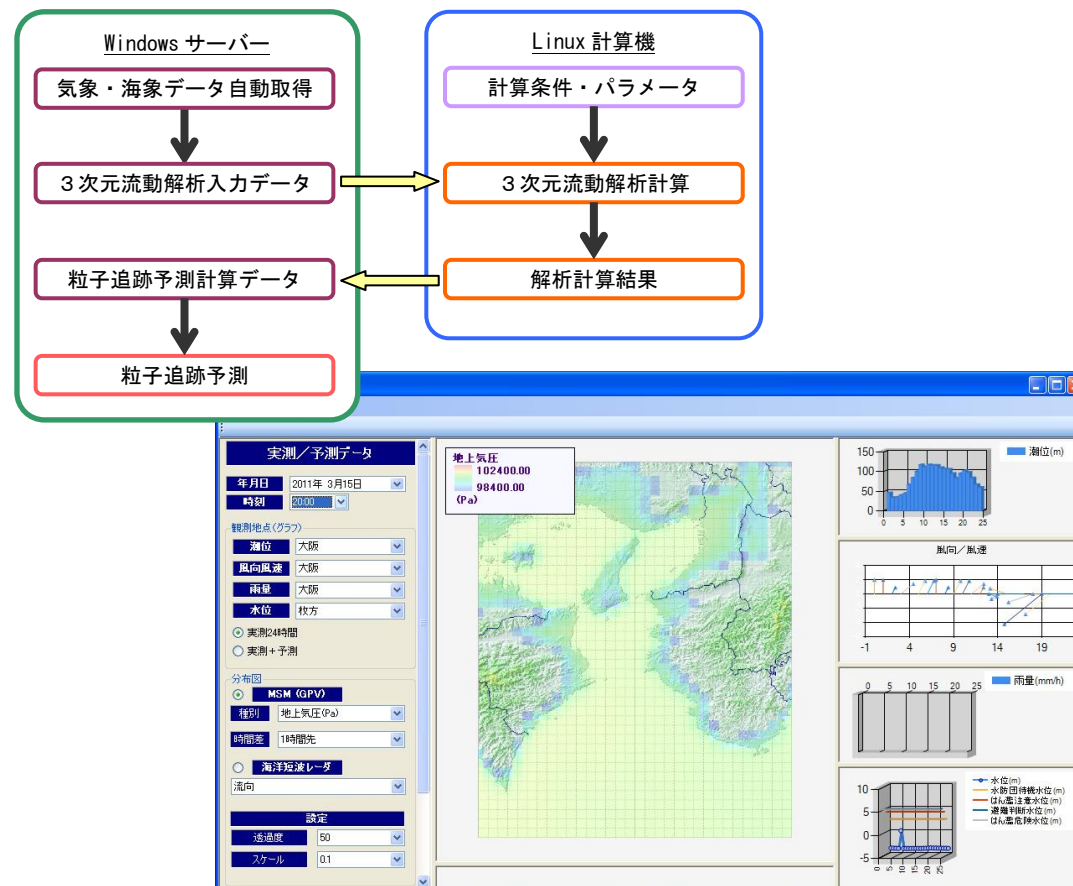 Windows サーバー
気象・海象データ自動取得
３次元流動解析入力データ
粒子追跡予測計算データ
粒子追跡予測
Linux 計算機
計算条件・パラメータ
３次元流動解析計算
解析計算結果
実測／予測データ
年月日 2011年 3月15日
時刻 20:00
観測地点(グラフ)
潮位 大阪
風向風速 大阪
雨量 大阪
水位 枚方
実測24時間
実測＋予測
分布図
MSM (GPV)
種別 地上気圧(Pa)
時間差 1時間先
海洋短波レーダ
流向
設定
透過度 50
スケール 0.1
地上気圧
102400.00
98400.00
(Pa)
潮位(m)
150
100
50
0
0 5 10 15 20 25
風向／風速
-1 4 9 14 19
0 5 10 15 20 25
雨量(mm/h)
10
5
0
-5
0 5 10 15 20 25
水位(m)
水防団待機水位(m)
はん濫注意水位(m)
避難判断水位(m)
はん濫危険水位(m)